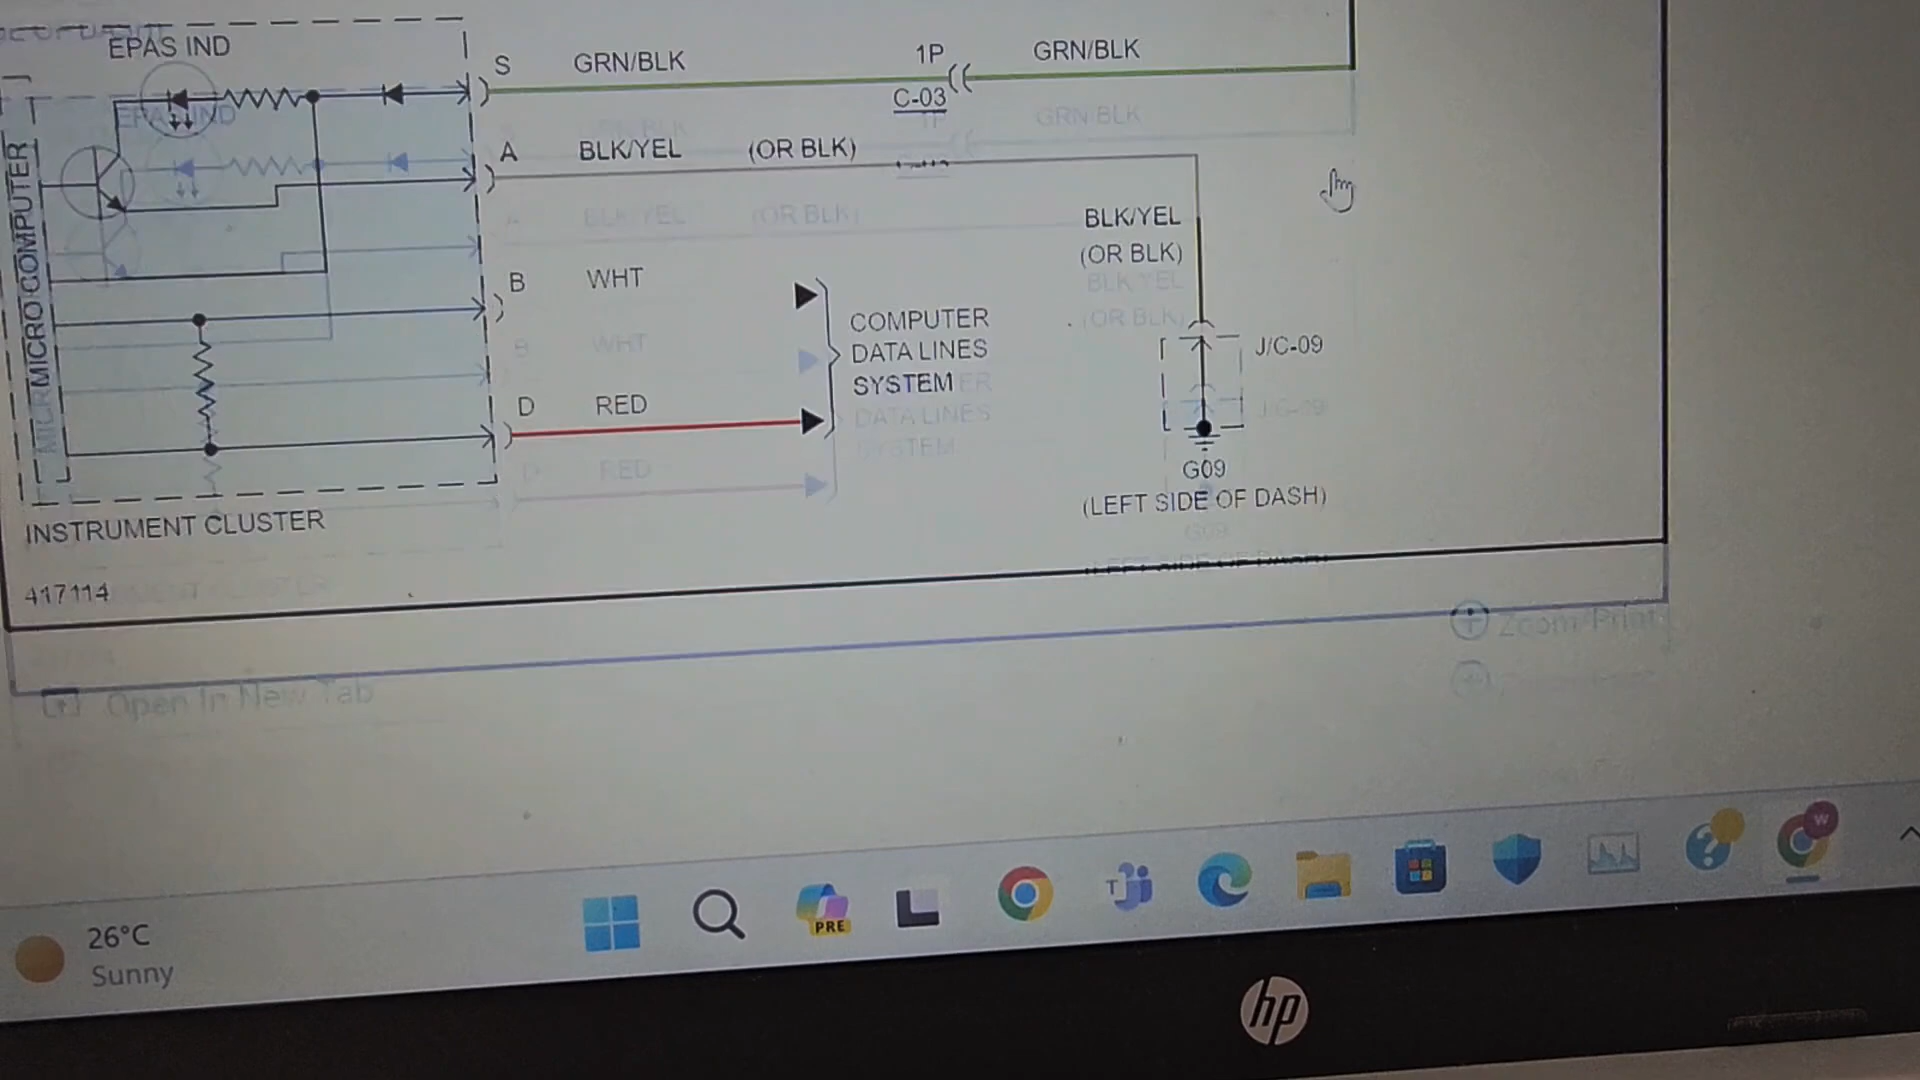 EPAS IND
S GRN/BLK 1P GRN/BLK
C-03
A BLK/YEL (OR BLK)
BLK/YEL
(OR BLK)
B WHT
COMPUTER
DATA LINES
SYSTEM
J/C-09
D RED
G09
(LEFT SIDE OF DASH)
MICROCOMPUTER
INSTRUMENT CLUSTER
417114
Zoom/Print
Open In New Tab
26°C
Sunny
PRE
T
W
hp